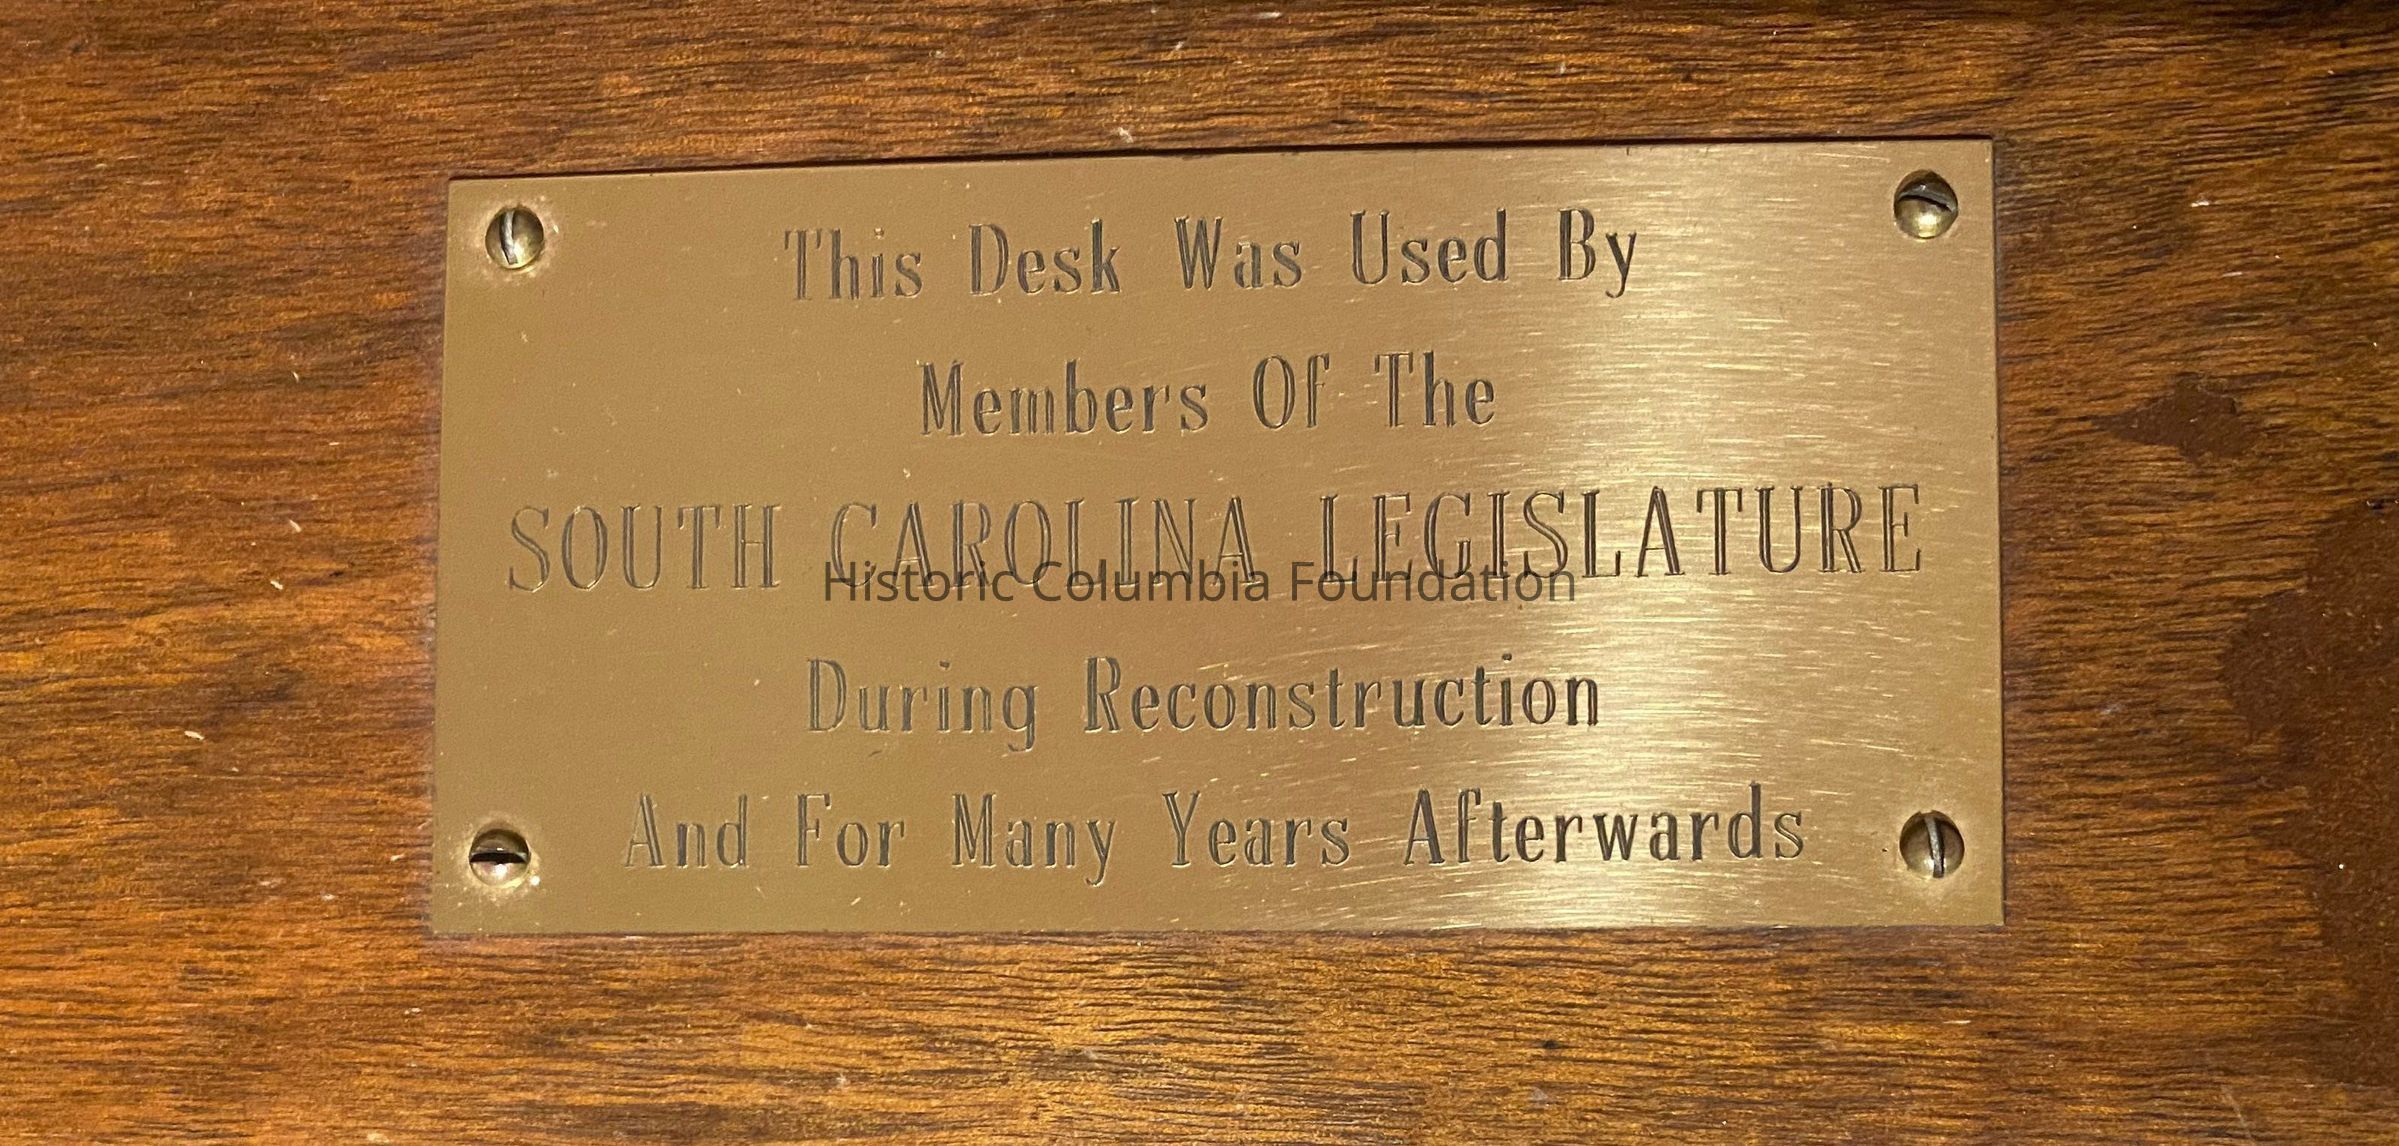 This Desk Was Used By
Members Of The
SOUTH CAROLINA LEGISLATURE
Historic Columbia Foundation
During Reconstruction
And For Many Years Afterwards